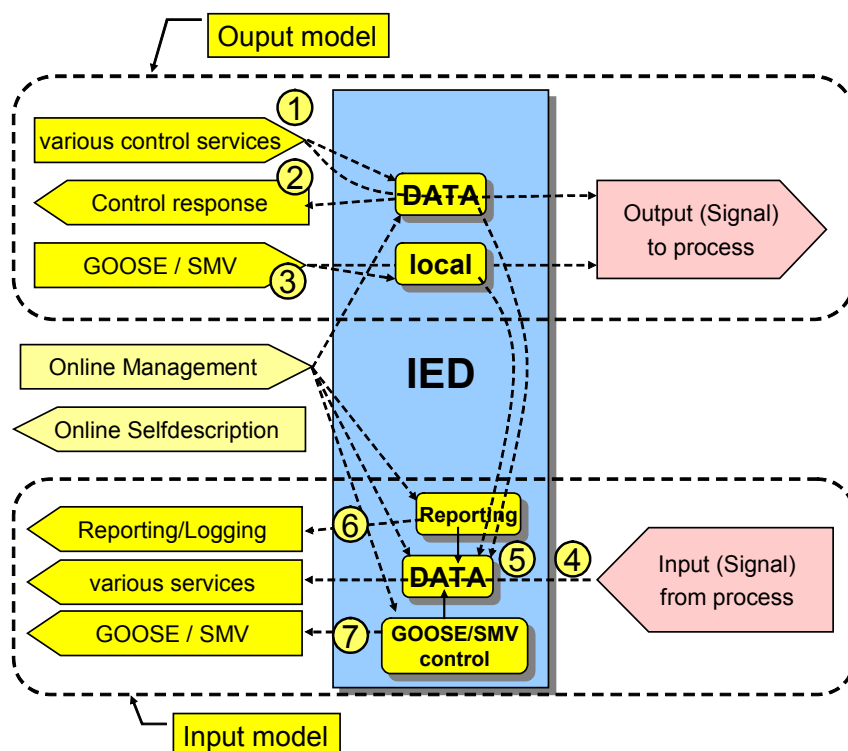 Ouput model
various control services
1
2
DATA
Control response
Output (Signal)
to process
GOOSE / SMV
3
local
Online Management
IED
Online Selfdescription
Reporting/Logging
6
Reporting
various services
DATA
5
4
Input (Signal)
from process
GOOSE / SMV
7
GOOSE/SMV
control
Input model